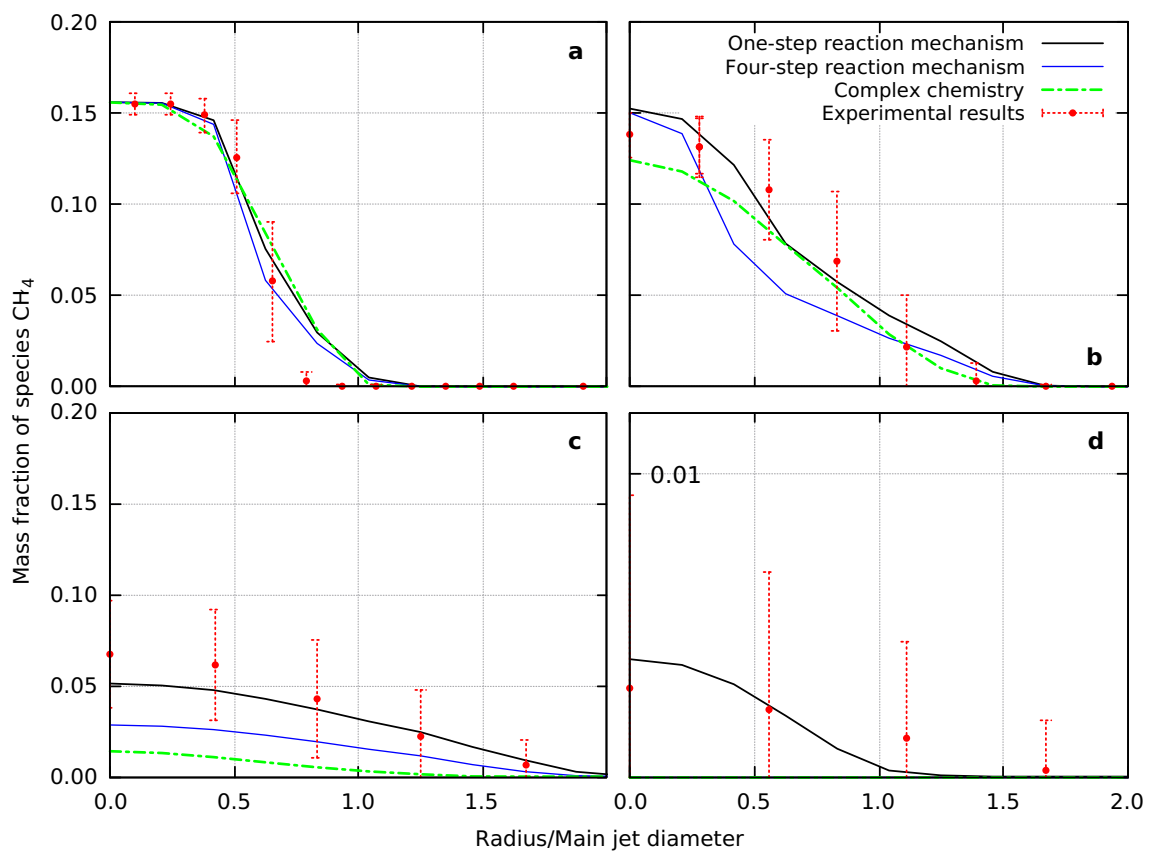 0.20
0.15
0.10
0.05
0.00
a
One-step reaction mechanism
Four-step reaction mechanism
Complex chemistry
Experimental results
b
Mass fraction of species CH₄
0.20
0.15
0.10
0.05
0.00
c
0.01
d
0.0 0.5 1.0 1.5
0.0 0.5 1.0 1.5 2.0
Radius/Main jet diameter